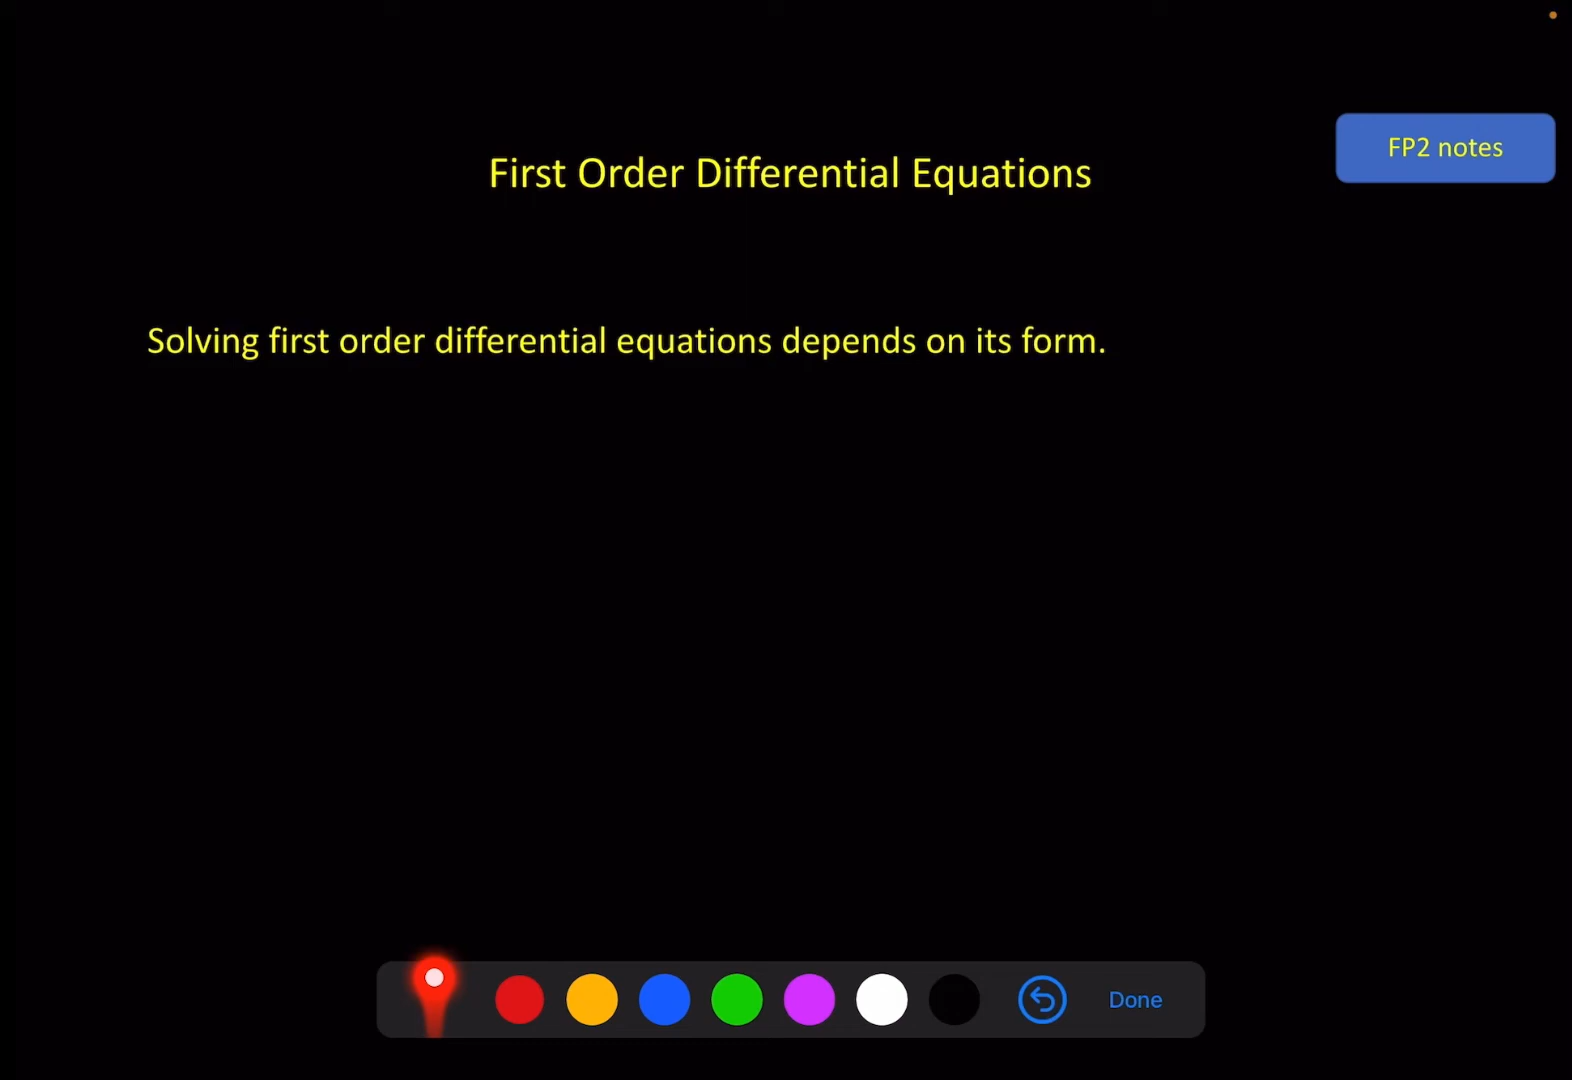 FP2 notes
First Order Differential Equations
Solving first order differential equations depends on its form.
Done